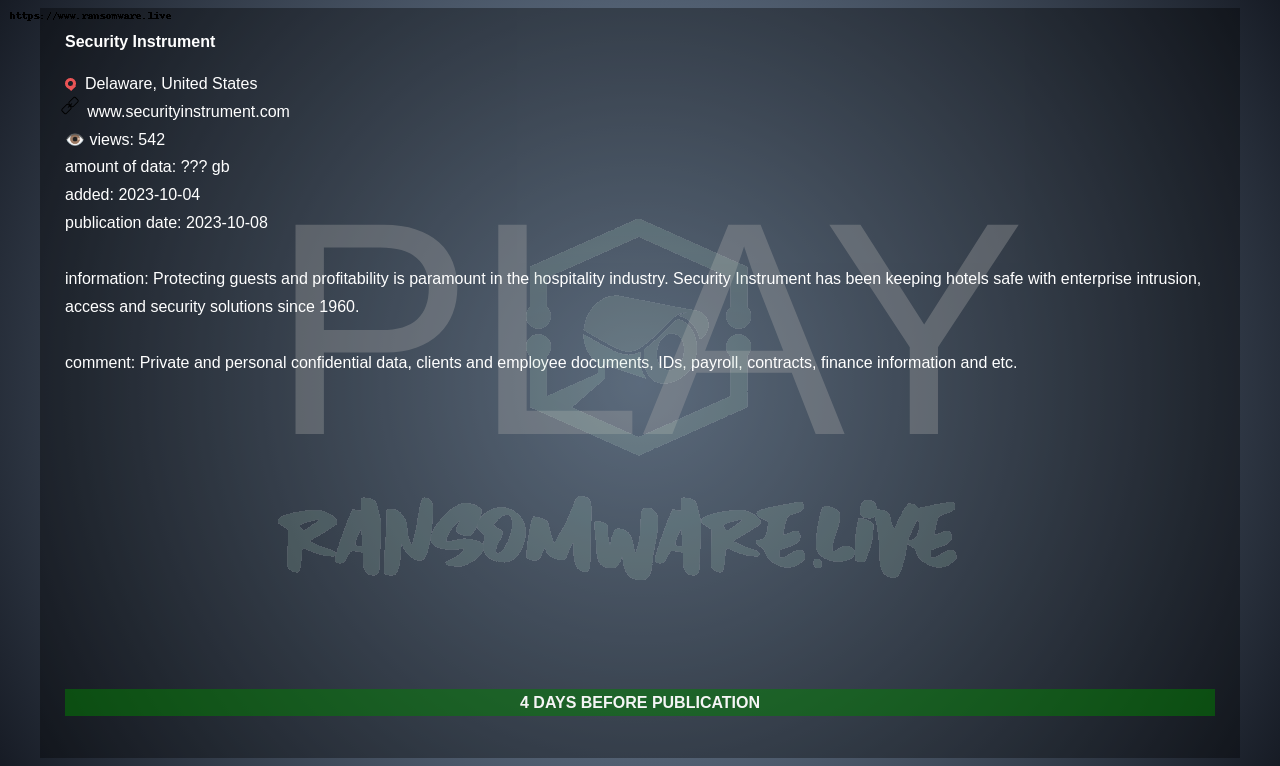 https://www.ransomware.live
Security Instrument
Delaware, United States
www.securityinstrument.com
views: 542
amount of data: ??? gb
added: 2023-10-04
publication date: 2023-10-08
information: Protecting guests and profitability is paramount in the hospitality industry. Security Instrument has been keeping hotels safe with enterprise intrusion,
access and security solutions since 1960.
comment: Private and personal confidential data, clients and employee documents, IDs, payroll, contracts, finance information and etc.
PLAY
RANSOMWARE.LIVE
4 DAYS BEFORE PUBLICATION